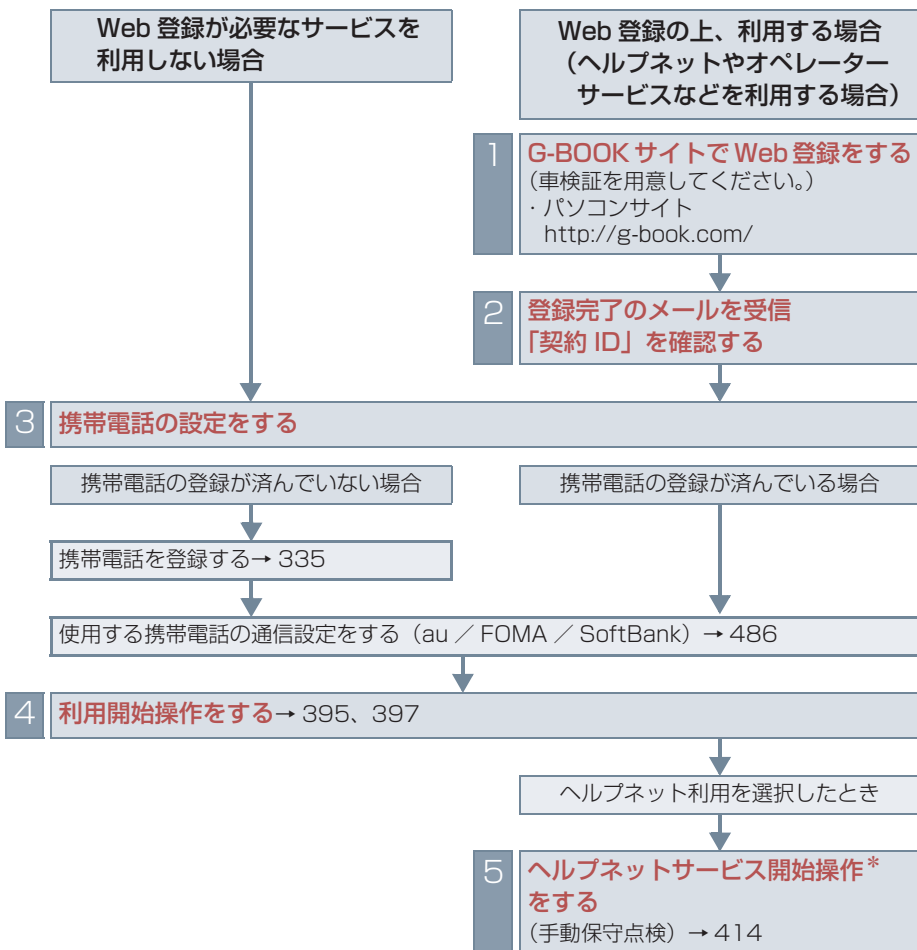 Web 登録が必要なサービスを
利用しない場合
Web 登録の上、利用する場合
（ヘルプネットやオペレーター
サービスなどを利用する場合）
1
G-BOOK サイトで Web 登録をする
（車検証を用意してください。）
・パソコンサイト
http://g-book.com/
2
登録完了のメールを受信
「契約 ID」を確認する
3
携帯電話の設定をする
携帯電話の登録が済んでいない場合
携帯電話の登録が済んでいる場合
携帯電話を登録する→ 335
使用する携帯電話の通信設定をする（au ／ FOMA ／ SoftBank）→ 486
4
利用開始操作をする→ 395、397
ヘルプネット利用を選択したとき
5
ヘルプネットサービス開始操作*
をする
（手動保守点検）→ 414